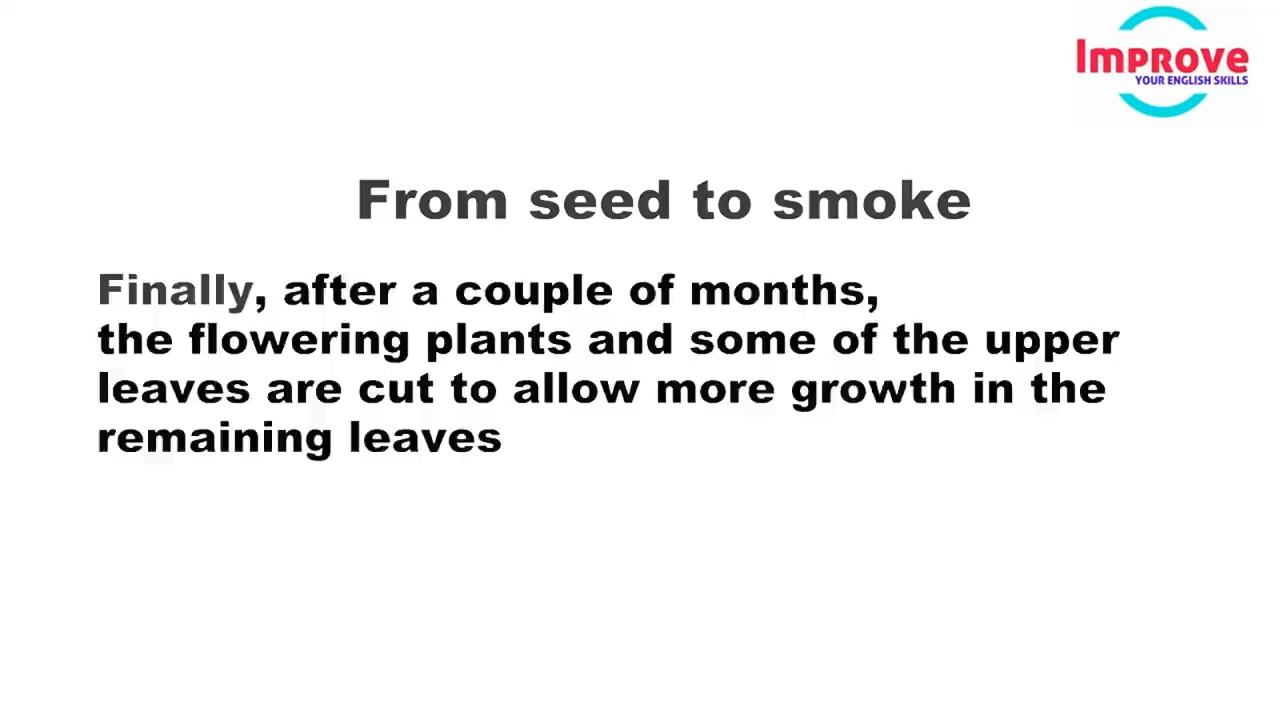 Improve
YOUR ENGLISH SKILLS
From seed to smoke
Finally, after a couple of months,
the flowering plants and some of the upper
leaves are cut to allow more growth in the
remaining leaves